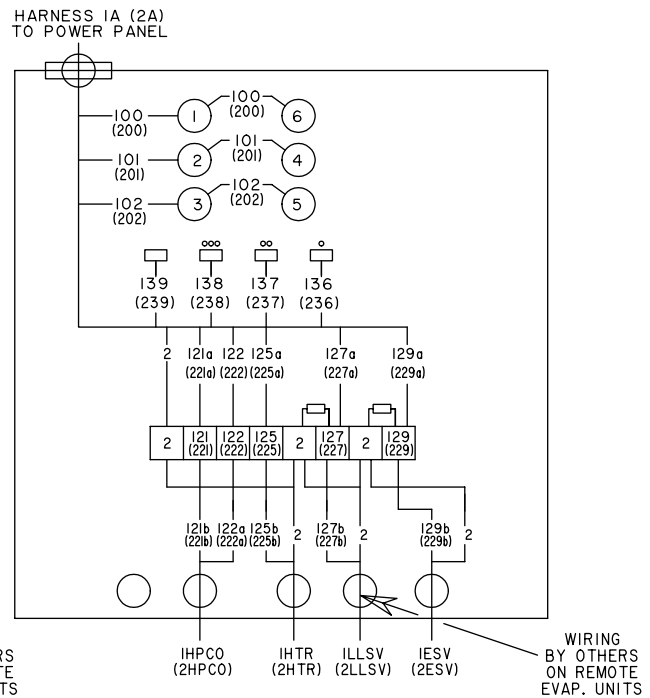 HARNESS 1A (2A)
TO POWER PANEL
100
(200)
1
100
(200)
6
101
(201)
2
101
(201)
4
102
(202)
3
102
(202)
5
139 138 137 136
(239) (238) (237) (236)
2 121a 122 125a 127a 129a
(221a) (222) (225a) (227a) (229a)
2 121 122 125 2 127 2 129
(221) (222) (225) (227) (229)
121b 122a 125b 2 127b 2 129b 2
(221b) (222a) (225b) (227b) (229b)
1HPCO 1HTR 1LLSV 1ESV
(2HPCO) (2HTR) (2LLSV) (2ESV)
WIRING
BY OTHERS
ON REMOTE
EVAP. UNITS
RS
TE
TS